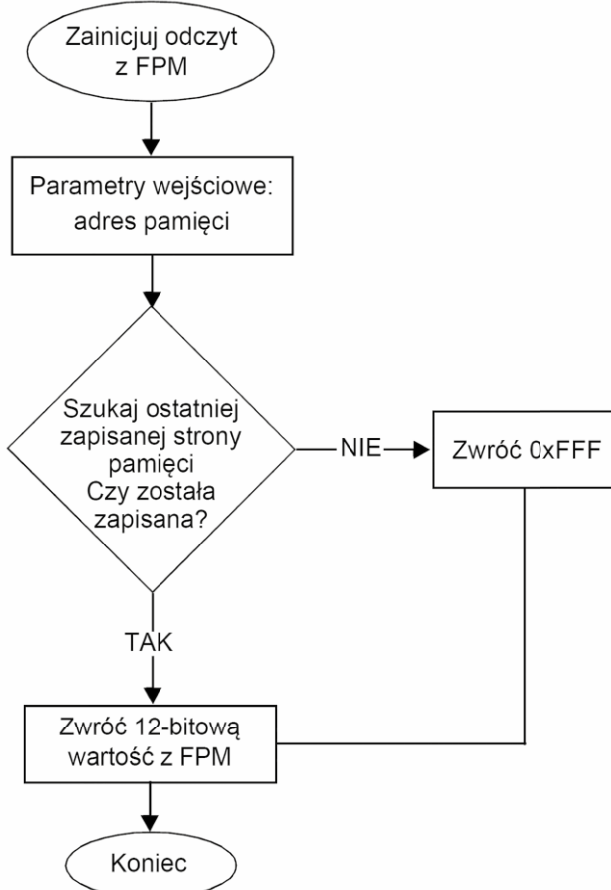 Zainicjuj odczyt
z FPM
Parametry wejściowe:
adres pamięci
Szukaj ostatniej
zapisanej strony
pamięci
Czy została
zapisana?
NIE
Zwróć 0xFFF
TAK
Zwróć 12-bitową
wartość z FPM
Koniec